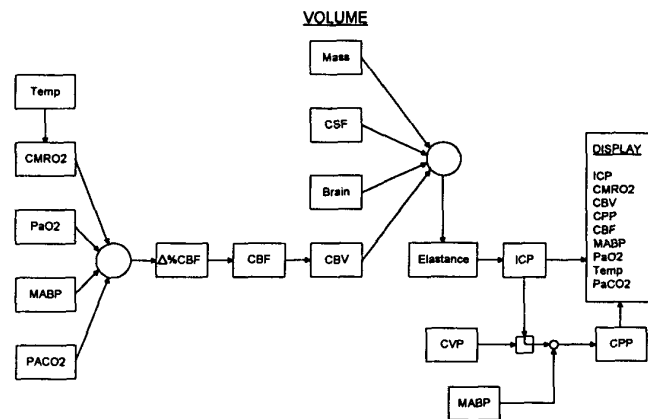 VOLUME
Mass
Temp
CSF
CMRO2
DISPLAY
ICP
CMRO2
CBV
CPP
CBF
MABP
PaO2
Temp
PaCO2
Brain
PaO2
Δ%CBF
CBF
CBV
Elastance
ICP
MABP
CVP
CPP
PACO2
MABP